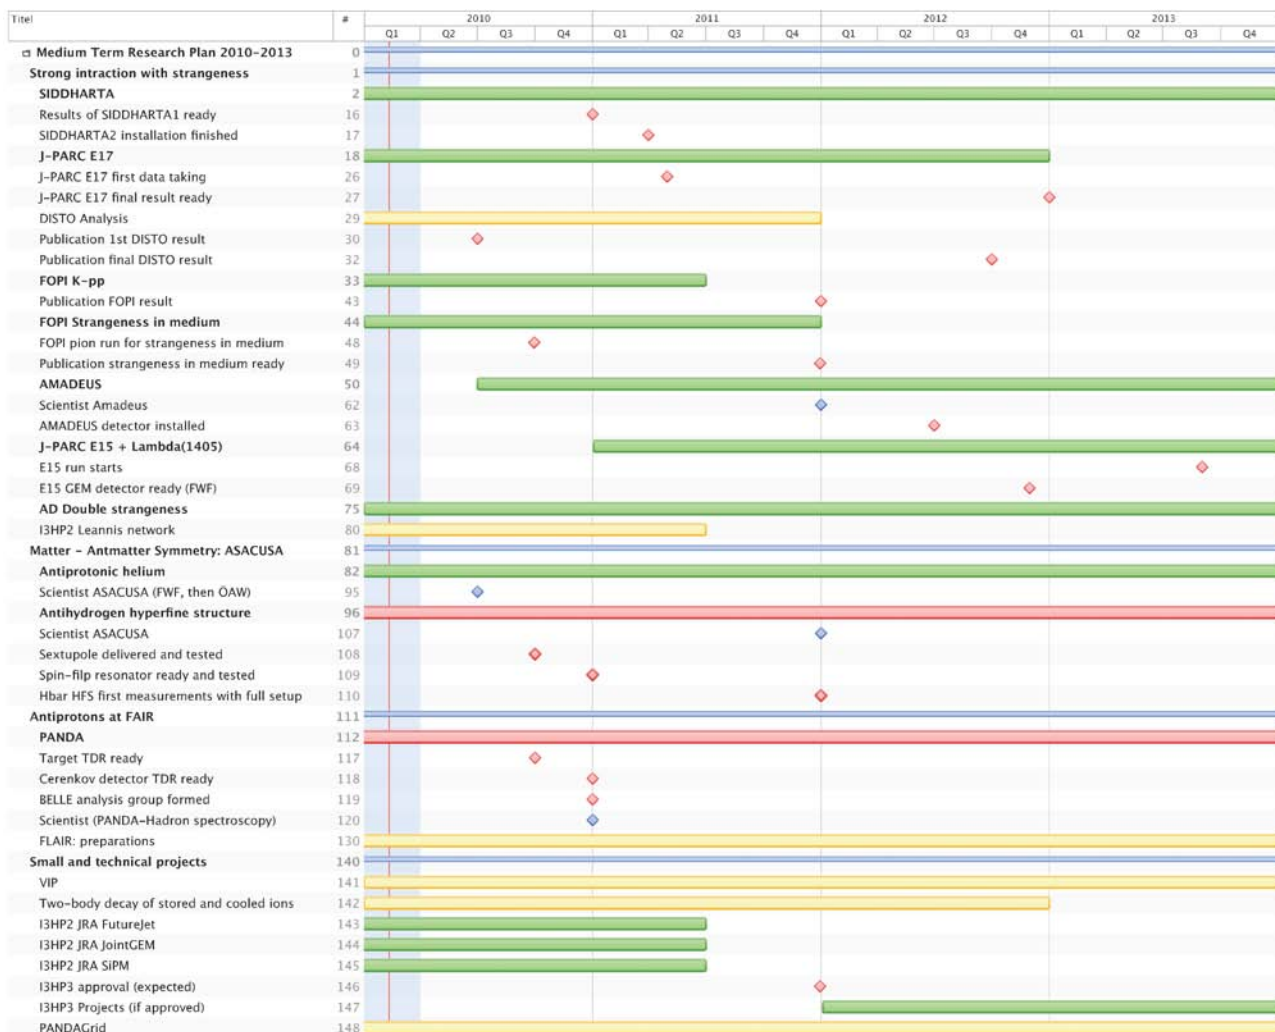 Titel # 2010 2011 2012 2013
Q1 Q2 Q3 Q4 Q1 Q2 Q3 Q4 Q1 Q2 Q3 Q4 Q1 Q2 Q3 Q4
Medium Term Research Plan 2010-2013 0
Strong intraction with strangeness 1
SIDDHARTA 2
Results of SIDDHARTA1 ready 16
SIDDHARTA2 installation finished 17
J-PARC E17 18
J-PARC E17 first data taking 26
J-PARC E17 final result ready 27
DISTO Analysis 29
Publication 1st DISTO result 30
Publication final DISTO result 32
FOPI K-pp 33
Publication FOPI result 43
FOPI Strangeness in medium 44
FOPI pion run for strangeness in medium 48
Publication strangeness in medium ready 49
AMADEUS 50
Scientist Amadeus 62
AMADEUS detector installed 63
J-PARC E15 + Lambda(1405) 64
E15 run starts 68
E15 GEM detector ready (FWF) 69
AD Double strangeness 75
I3HP2 Leannis network 80
Matter - Antmatter Symmetry: ASACUSA 81
Antiprotonic helium 82
Scientist ASACUSA (FWF, then ÖAW) 95
Antihydrogen hyperfine structure 96
Scientist ASACUSA 107
Sextupole delivered and tested 108
Spin-filp resonator ready and tested 109
Hbar HFS first measurements with full setup 110
Antiprotons at FAIR 111
PANDA 112
Target TDR ready 117
Cerenkov detector TDR ready 118
BELLE analysis group formed 119
Scientist (PANDA-Hadron spectroscopy) 120
FLAIR: preparations 130
Small and technical projects 140
VIP 141
Two-body decay of stored and cooled ions 142
I3HP2 JRA FutureJet 143
I3HP2 JRA JointGEM 144
I3HP2 JRA SiPM 145
I3HP3 approval (expected) 146
I3HP3 Projects (if approved) 147
PANDAGrid 148